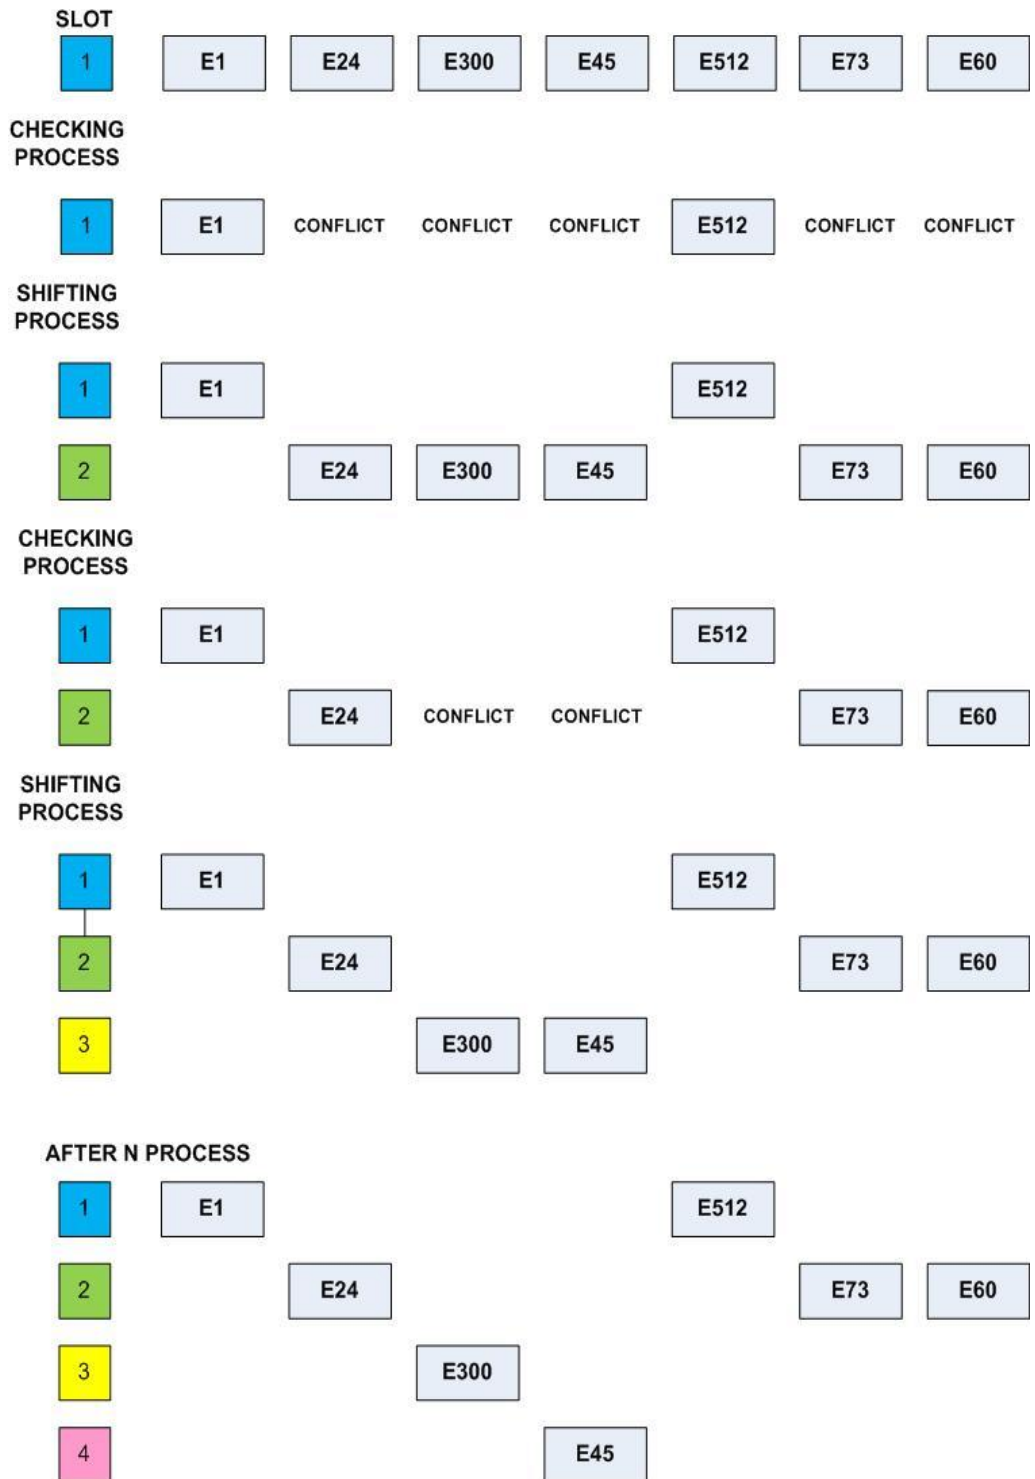 SLOT
1 E1 E24 E300 E45 E512 E73 E60
CHECKING
PROCESS
1 E1 CONFLICT CONFLICT CONFLICT E512 CONFLICT CONFLICT
SHIFTING
PROCESS
1 E1 E512
2 E24 E300 E45 E73 E60
CHECKING
PROCESS
1 E1 E512
2 E24 CONFLICT CONFLICT E73 E60
SHIFTING
PROCESS
1 E1 E512
2 E24 E73 E60
3 E300 E45
AFTER N PROCESS
1 E1 E512
2 E24 E73 E60
3 E300
4 E45